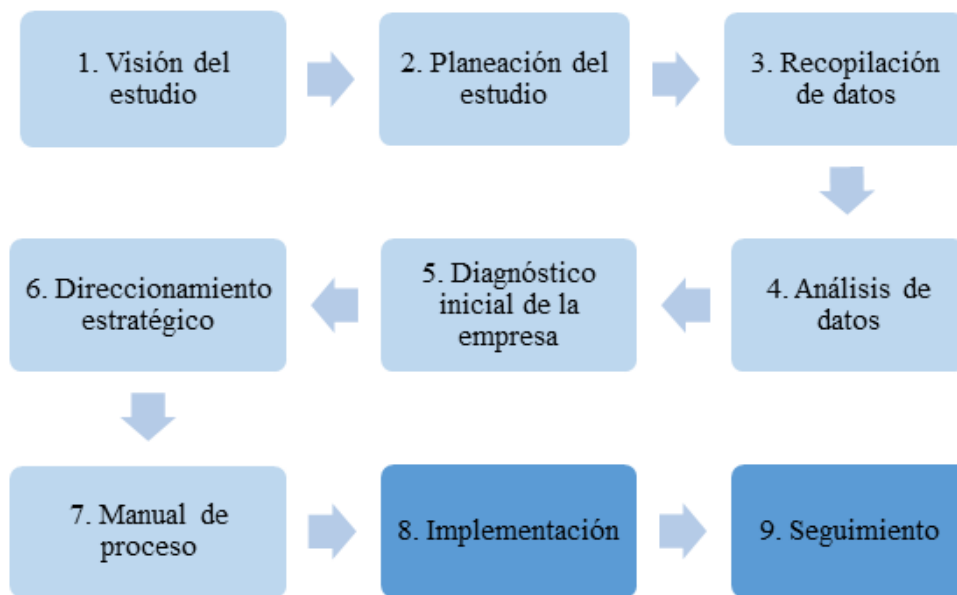 1. Visión del
estudio
2. Planeación del
estudio
3. Recopilación
de datos
4. Análisis de
datos
5. Diagnóstico
inicial de la
empresa
6. Direccionamiento
estratégico
7. Manual de
proceso
8. Implementación
9. Seguimiento